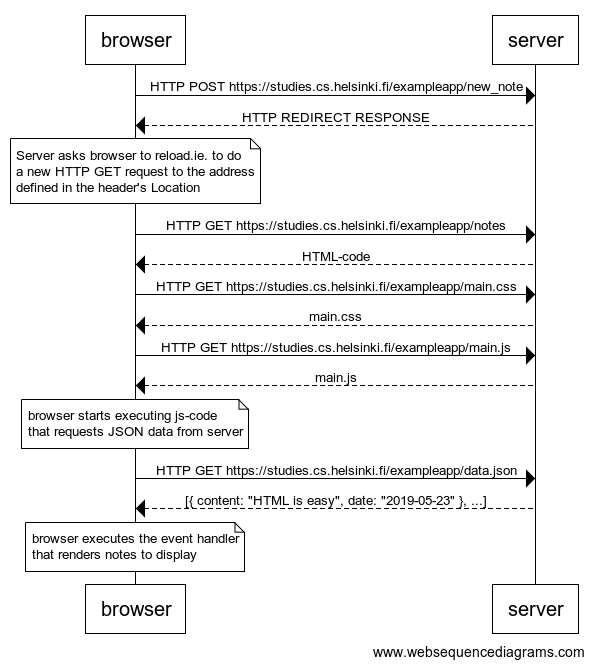 browser
server
HTTP POST https://studies.cs.helsinki.fi/exampleapp/new_note
HTTP REDIRECT RESPONSE
Server asks browser to reload.ie. to do
a new HTTP GET request to the address
defined in the header's Location
HTTP GET https://studies.cs.helsinki.fi/exampleapp/notes
HTML-code
HTTP GET https://studies.cs.helsinki.fi/exampleapp/main.css
main.css
HTTP GET https://studies.cs.helsinki.fi/exampleapp/main.js
main.js
browser starts executing js-code
that requests JSON data from server
HTTP GET https://studies.cs.helsinki.fi/exampleapp/data.json
[{ content: "HTML is easy", date: "2019-05-23" }, ...]
browser executes the event handler
that renders notes to display
browser
server
www.websequencediagrams.com